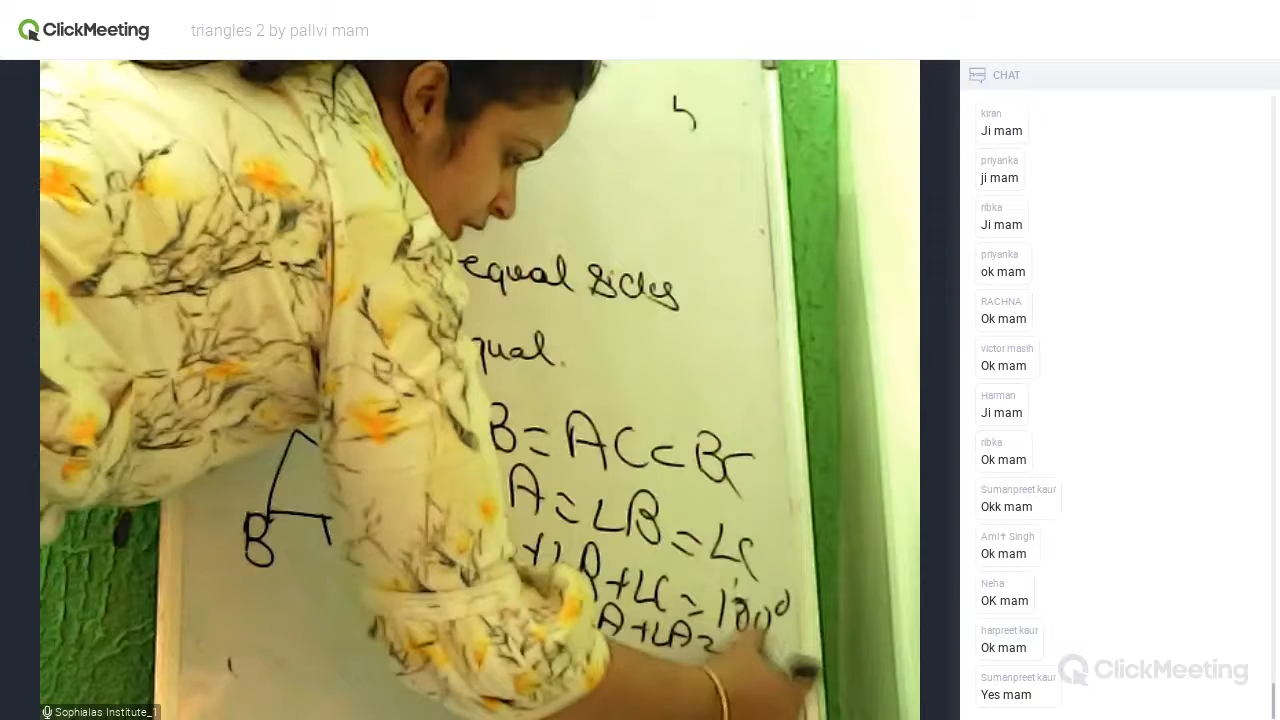 ClickMeeting
triangles 2 by pallvi mam
CHAT
kiran
Ji mam
priyanka
ji mam
ribka
Ji mam
priyanka
ok mam
RACHNA
Ok mam
victor masih
Ok mam
Harman
Ji mam
ribka
Ok mam
Sumanpreet kaur
Okk mam
Ami✝ Singh
Ok mam
Neha
OK mam
harpreet kaur
Ok mam
Sumanpreet kaur
Yes mam
ClickMeeting
equal sides
qual.
B = AC = BC
A = ∠B = ∠C
+∠B+∠C = 180°
A+∠A=
B
Sophialas Institute_1